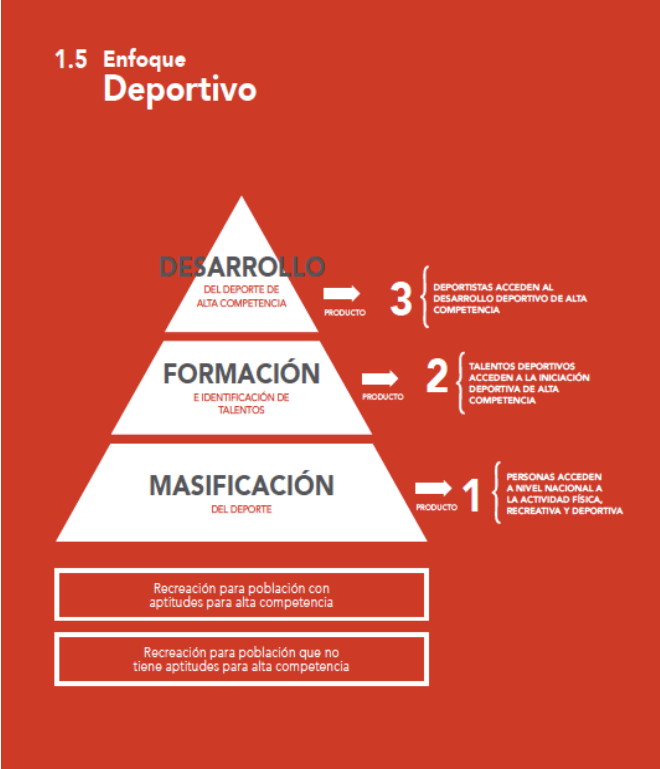 1.5 Enfoque
Deportivo
DESARROLLO
DEL DEPORTE DE
ALTA COMPETENCIA
PRODUCTO
3
DEPORTISTAS ACCEDEN AL
DESARROLLO DEPORTIVO DE ALTA
COMPETENCIA
FORMACIÓN
E IDENTIFICACIÓN DE
TALENTOS
PRODUCTO
2
TALENTOS DEPORTIVOS
ACCEDEN A LA INICIACIÓN
DEPORTIVA DE ALTA
COMPETENCIA
MASIFICACIÓN
DEL DEPORTE
PRODUCTO
1
PERSONAS ACCEDEN
A NIVEL NACIONAL A
LA ACTIVIDAD FÍSICA,
RECREATIVA Y DEPORTIVA
Recreación para población con
aptitudes para alta competencia
Recreación para población que no
tiene aptitudes para alta competencia